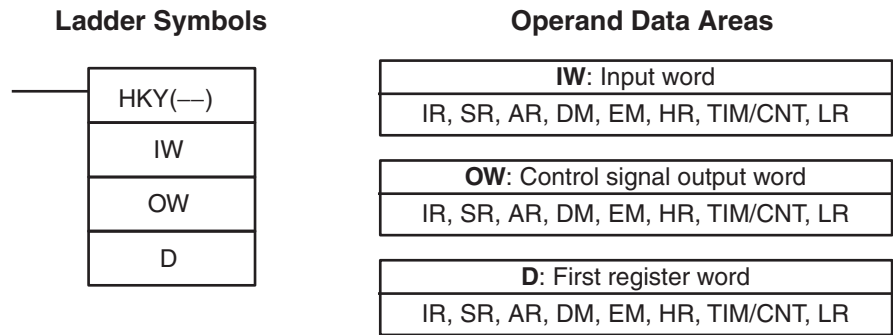 Ladder Symbols
HKY(––)
IW
OW
D
Operand Data Areas
IW: Input word
IR, SR, AR, DM, EM, HR, TIM/CNT, LR
OW: Control signal output word
IR, SR, AR, DM, EM, HR, TIM/CNT, LR
D: First register word
IR, SR, AR, DM, EM, HR, TIM/CNT, LR